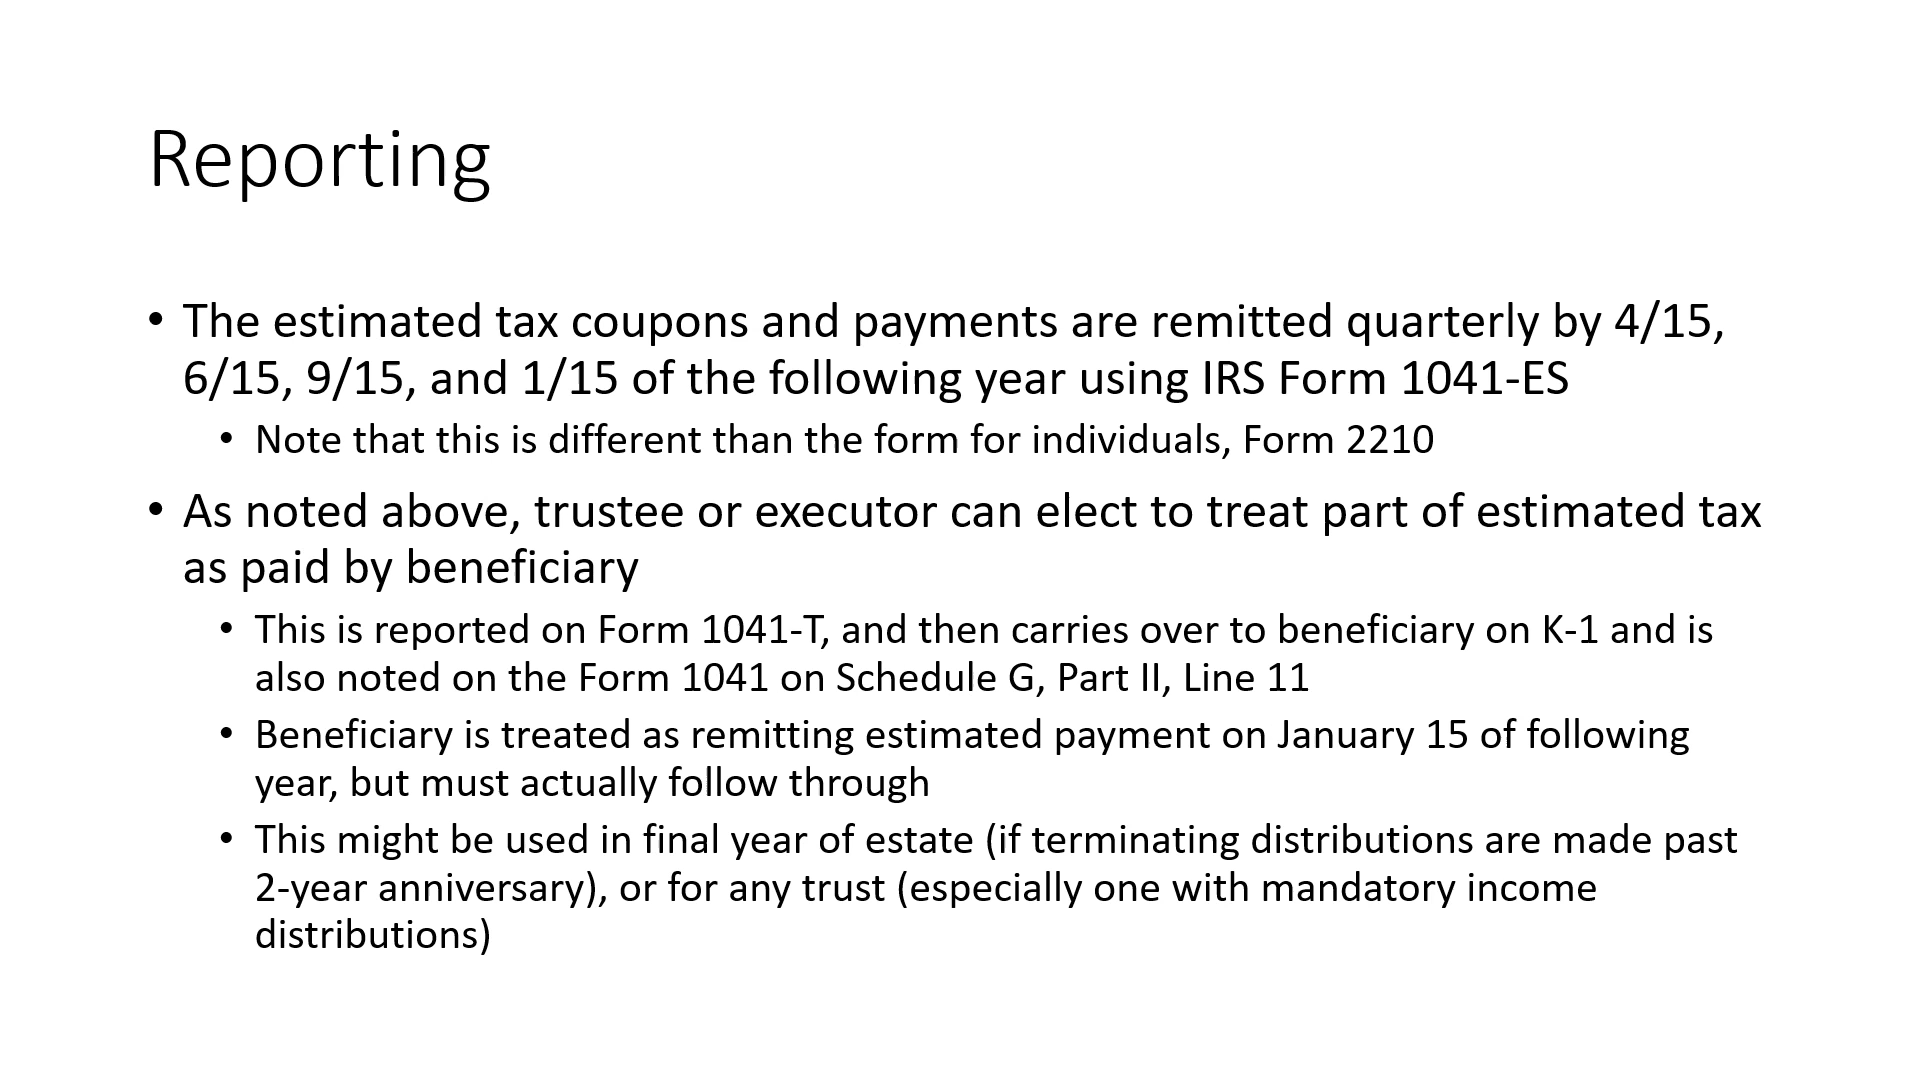 Reporting
• The estimated tax coupons and payments are remitted quarterly by 4/15,
6/15, 9/15, and 1/15 of the following year using IRS Form 1041-ES
• Note that this is different than the form for individuals, Form 2210
• As noted above, trustee or executor can elect to treat part of estimated tax
as paid by beneficiary
• This is reported on Form 1041-T, and then carries over to beneficiary on K-1 and is
also noted on the Form 1041 on Schedule G, Part II, Line 11
• Beneficiary is treated as remitting estimated payment on January 15 of following
year, but must actually follow through
• This might be used in final year of estate (if terminating distributions are made past
2-year anniversary), or for any trust (especially one with mandatory income
distributions)